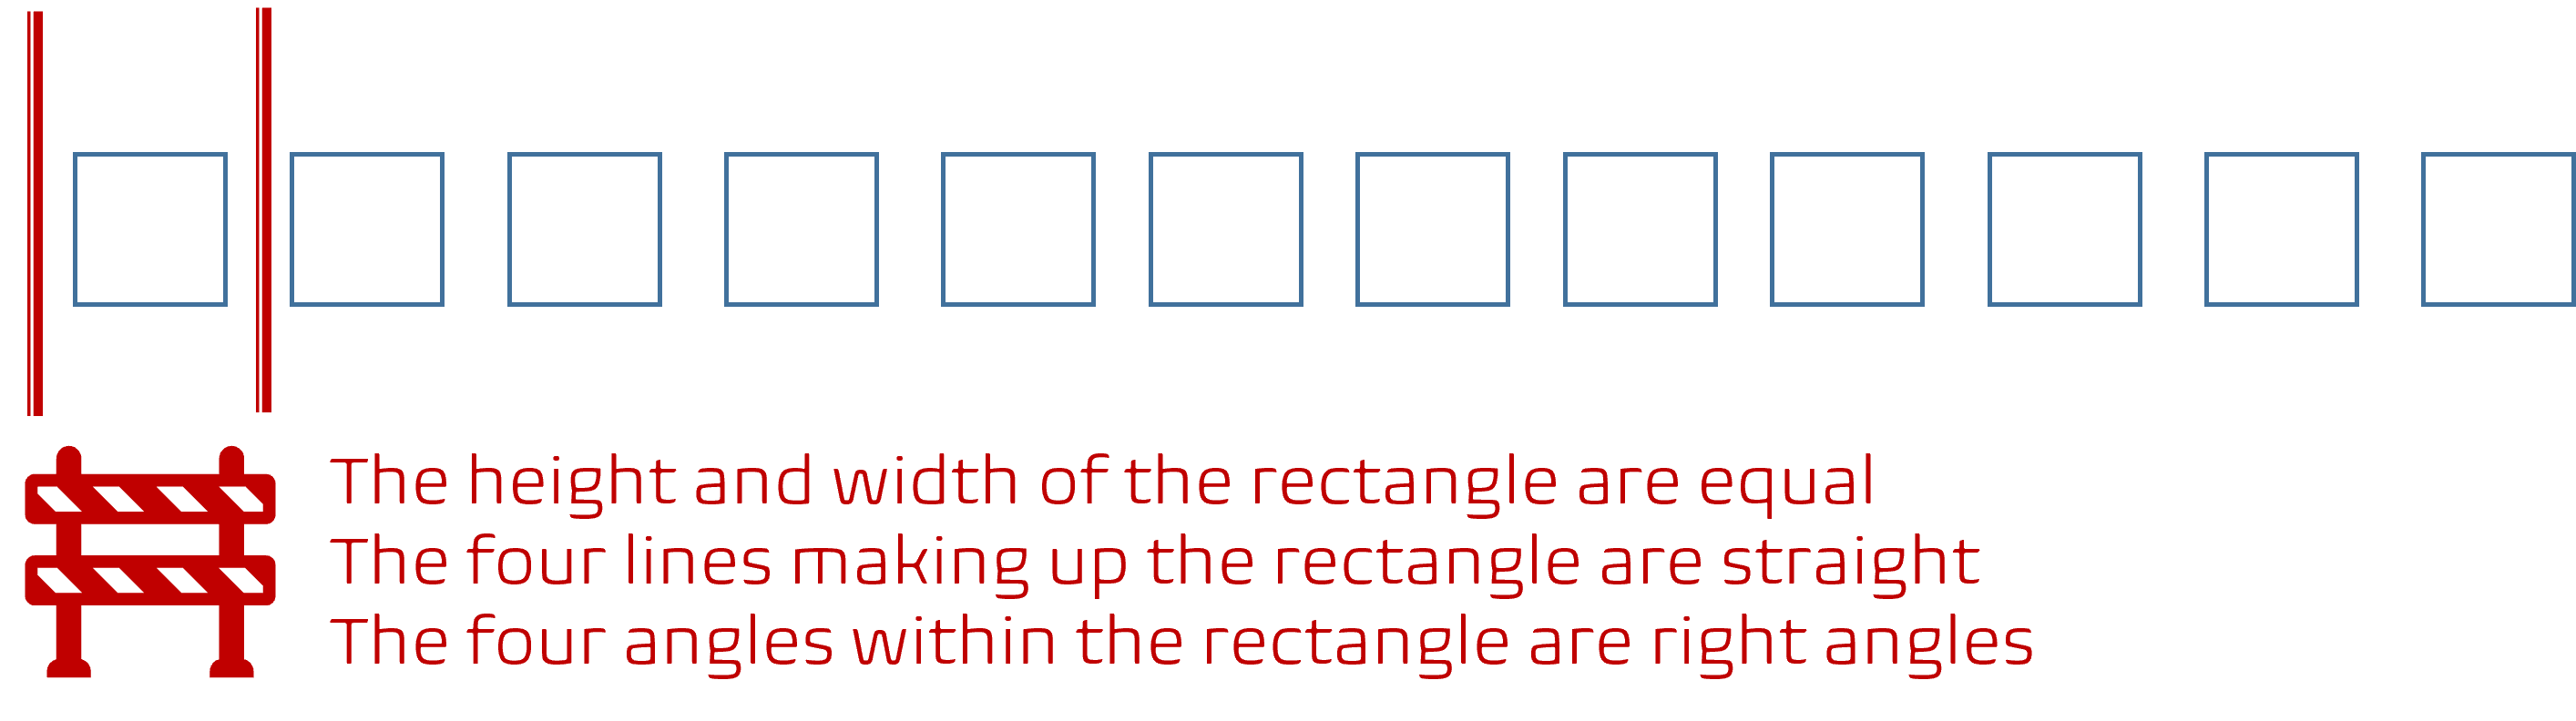 The height and width of the rectangle are equal
The four lines making up the rectangle are straight
The four angles within the rectangle are right angles